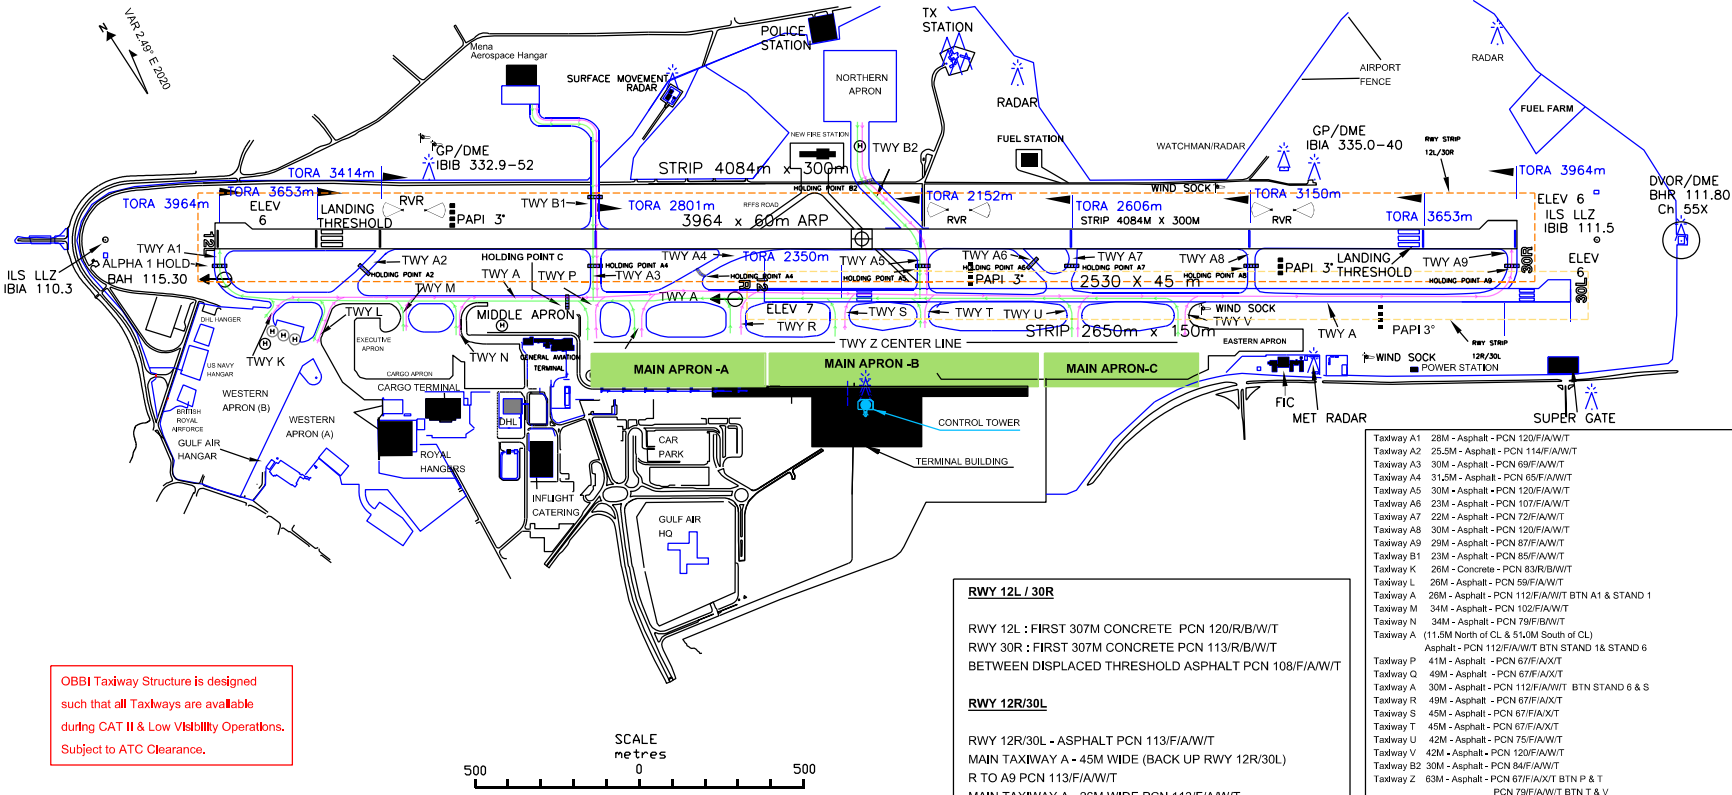 VAR 2.49° E 2020
N
Mena
Aerospace Hangar
POLICE
STATION
TX
STATION
SURFACE MOVEMENT
RADAR
NORTHERN
APRON
RADAR
AIRPORT
FENCE
RADAR
FUEL FARM
NEW FIRE STATION
FUEL STATION
WATCHMAN/RADAR
GP/DME
IBIB 332.9-52
GP/DME
IBIA 335.0-40
RWY STRIP
12L/30R
H
TWY B2
STRIP 4084m x 300m
TORA 3414m
TORA 3653m
TORA 3964m
ELEV
6
LANDING
THRESHOLD
RVR
PAPI 3°
TWY B1
TORA 2801m
HOLDING POINT B2
RFFS ROAD
3964 x 60m ARP
TORA 2152m
RVR
TORA 2606m
STRIP 4084M X 300M
WIND SOCK
TORA 3150m
RVR
TORA 3653m
TORA 3964m
ELEV 6
ILS LLZ
IBIB 111.5
DVOR/DME
BHR 111.80
Ch 55X
12L
30R
TWY A1
ALPHA 1 HOLD
BAH 115.30
ILS LLZ
IBIA 110.3
TWY A2
HOLDING POINT A2
TWY A
TWY M
HOLDING POINT C
TWY P
HOLDING POINT A4
TWY A3
TWY A4
TORA 2350m
HOLDING POINT A4
TWY A5
HOLDING POINT A5
TWY A6
HOLDING POINT A6
PAPI 3°
TWY A7
HOLDING POINT A7
2530 X 45 m
TWY A8
HOLDING POINT A8
PAPI 3°
LANDING
THRESHOLD
TWY A9
HOLDING POINT A9
ELEV
6
30L
12R
TWY A
ELEV 7
TWY R
TWY S
TWY T
TWY U
STRIP 2650m x 150m
TWY V
WIND SOCK
TWY A
PAPI 3°
RWY STRIP
12R/30L
DHL HANGER
TWY K
H
H
H
TWY L
EXECUTIVE
APRON
TWY N
MIDDLE APRON
H
GENERAL AVIATION
TERMINAL
TWY Z CENTER LINE
EASTERN APRON
WIND SOCK
POWER STATION
MAIN APRON -A
MAIN APRON -B
MAIN APRON-C
US NAVY
HANGAR
WESTERN
APRON (B)
BRITISH
ROYAL
AIRFORCE
GULF AIR
HANGAR
WESTERN
APRON (A)
CARGO APRON
CARGO TERMINAL
DHL
ROYAL
HANGERS
INFLIGHT
CATERING
CAR
PARK
GULF AIR
HQ
CONTROL TOWER
TERMINAL BUILDING
FIC
MET RADAR
SUPER GATE
OBBI Taxiway Structure is designed
such that all Taxiways are available
during CAT II & Low Visibility Operations.
Subject to ATC Clearance.
SCALE
metres
500
0
500
RWY 12L / 30R
RWY 12L : FIRST 307M CONCRETE PCN 120/R/B/W/T
RWY 30R : FIRST 307M CONCRETE PCN 113/R/B/W/T
BETWEEN DISPLACED THRESHOLD ASPHALT PCN 108/F/A/W/T
RWY 12R/30L
RWY 12R/30L - ASPHALT PCN 113/F/A/W/T
MAIN TAXIWAY A - 45M WIDE (BACK UP RWY 12R/30L)
R TO A9 PCN 113/F/A/W/T
MAIN TAXIWAY A - 26M WIDE PCN 112/F/A/W/T
Taxiway A1 28M - Asphalt - PCN 120/F/A/W/T
Taxiway A2 25.5M - Asphalt - PCN 114/F/A/W/T
Taxiway A3 30M - Asphalt - PCN 69/F/A/W/T
Taxiway A4 31.5M - Asphalt - PCN 65/F/A/W/T
Taxiway A5 30M - Asphalt - PCN 120/F/A/W/T
Taxiway A6 23M - Asphalt - PCN 107/F/A/W/T
Taxiway A7 22M - Asphalt - PCN 72/F/A/W/T
Taxiway A8 30M - Asphalt - PCN 120/F/A/W/T
Taxiway A9 29M - Asphalt - PCN 87/F/A/W/T
Taxiway B1 23M - Asphalt - PCN 85/F/A/W/T
Taxiway K 26M - Concrete - PCN 83/R/B/W/T
Taxiway L 26M - Asphalt - PCN 59/F/A/W/T
Taxiway A 26M - Asphalt - PCN 112/F/A/W/T BTN A1 & STAND 1
Taxiway M 34M - Asphalt - PCN 102/F/A/W/T
Taxiway N 34M - Asphalt - PCN 79/F/B/W/T
Taxiway A (11.5M North of CL & 51.0M South of CL)
Asphalt - PCN 112/F/A/W/T BTN STAND 1& STAND 6
Taxiway P 41M - Asphalt - PCN 67/F/A/X/T
Taxiway Q 49M - Asphalt - PCN 67/F/A/X/T
Taxiway A 30M - Asphalt - PCN 112/F/A/W/T BTN STAND 6 & S
Taxiway R 49M - Asphalt - PCN 67/F/A/X/T
Taxiway S 45M - Asphalt - PCN 67/F/A/X/T
Taxiway T 45M - Asphalt - PCN 67/F/A/X/T
Taxiway U 42M - Asphalt - PCN 75/F/A/W/T
Taxiway V 42M - Asphalt - PCN 120/F/A/W/T
Taxiway B2 30M - Asphalt - PCN 84/F/A/W/T
Taxiway Z 63M - Asphalt - PCN 67/F/A/X/T BTN P & T
PCN 79/F/A/W/T BTN T & V